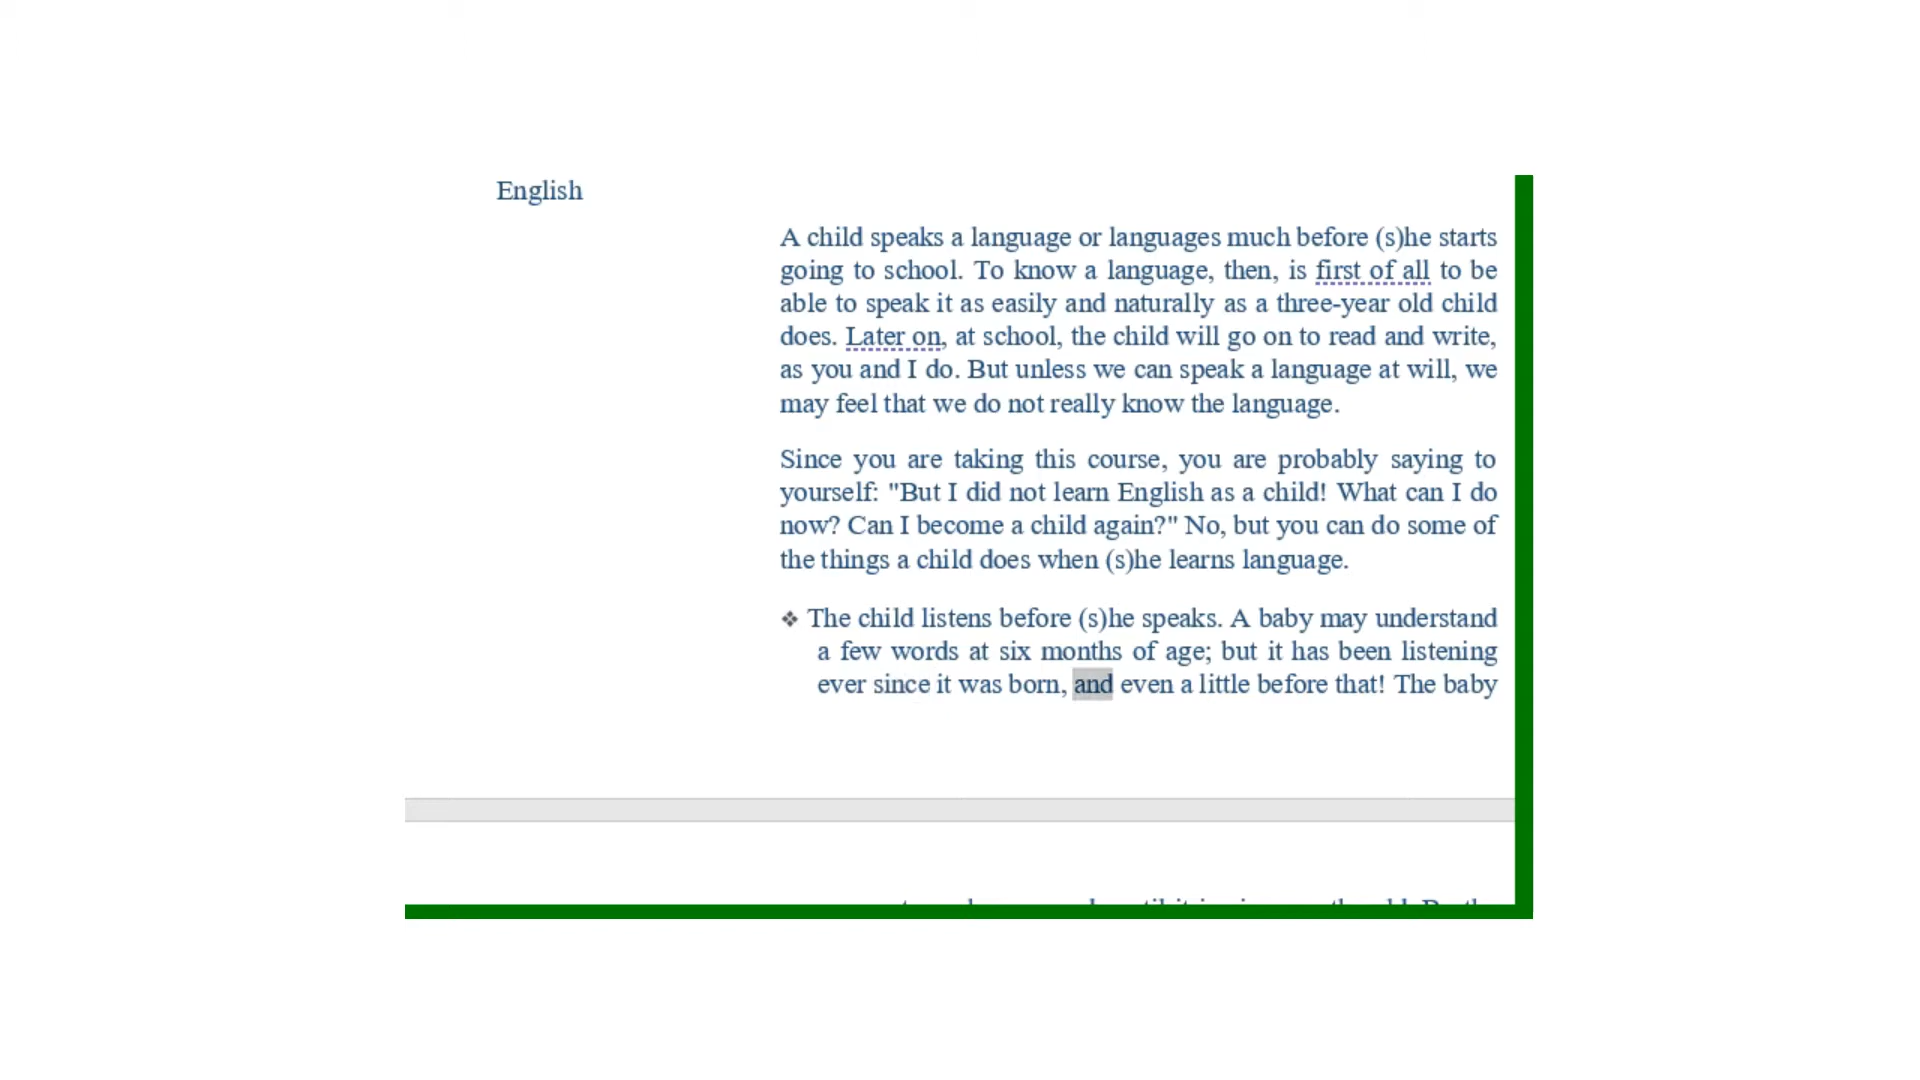 English
A child speaks a language or languages much before (s)he starts
going to school. To know a language, then, is first of all to be
able to speak it as easily and naturally as a three-year old child
does. Later on, at school, the child will go on to read and write,
as you and I do. But unless we can speak a language at will, we
may feel that we do not really know the language.
Since you are taking this course, you are probably saying to
yourself: "But I did not learn English as a child! What can I do
now? Can I become a child again?" No, but you can do some of
the things a child does when (s)he learns language.
❖ The child listens before (s)he speaks. A baby may understand
a few words at six months of age; but it has been listening
ever since it was born, and even a little before that! The baby